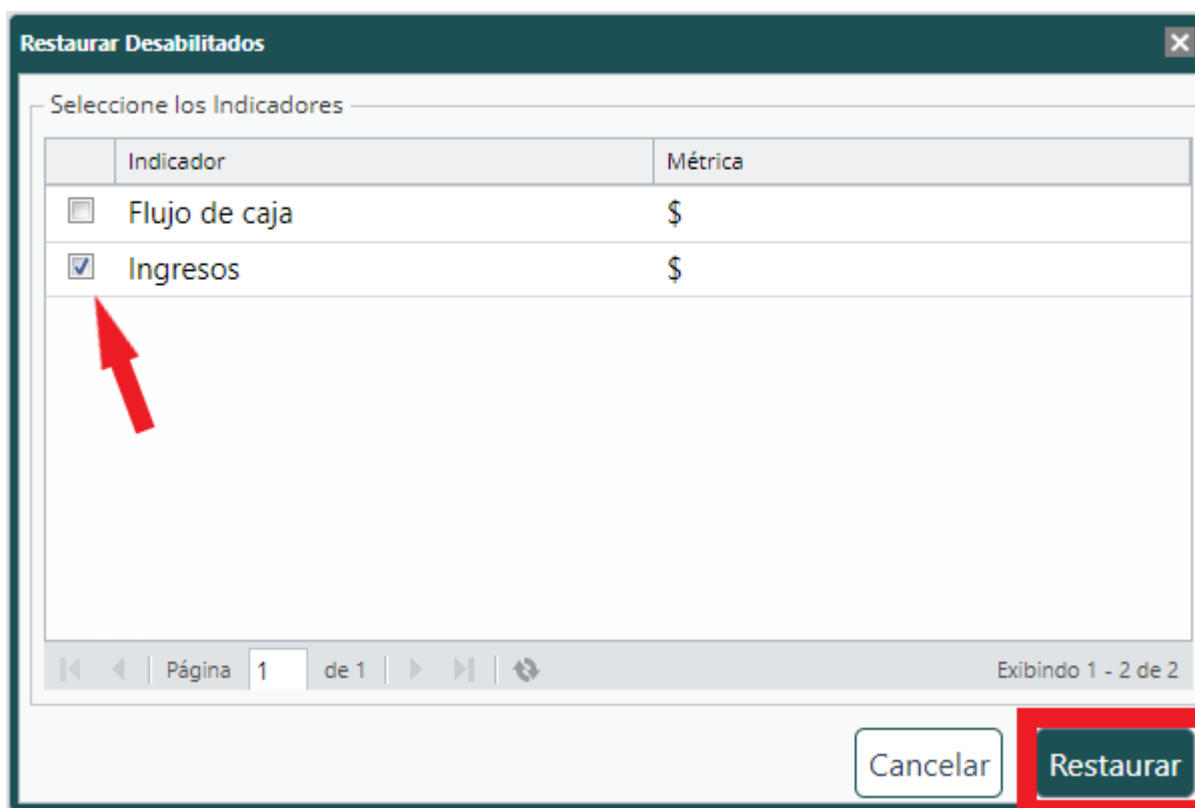 Restaurar Desabilitados
Seleccione los Indicadores
Indicador Métrica
Flujo de caja $
Ingresos $
Página 1 de 1 Exibindo 1 - 2 de 2
Cancelar Restaurar